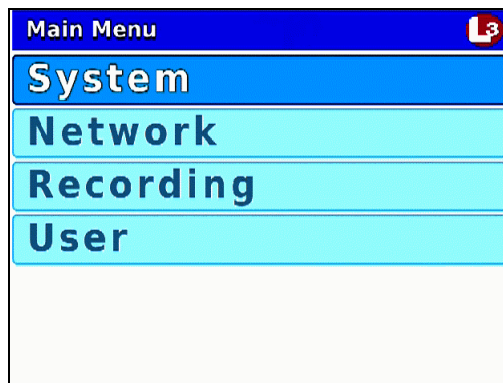 Main Menu
L3
System
Network
Recording
User